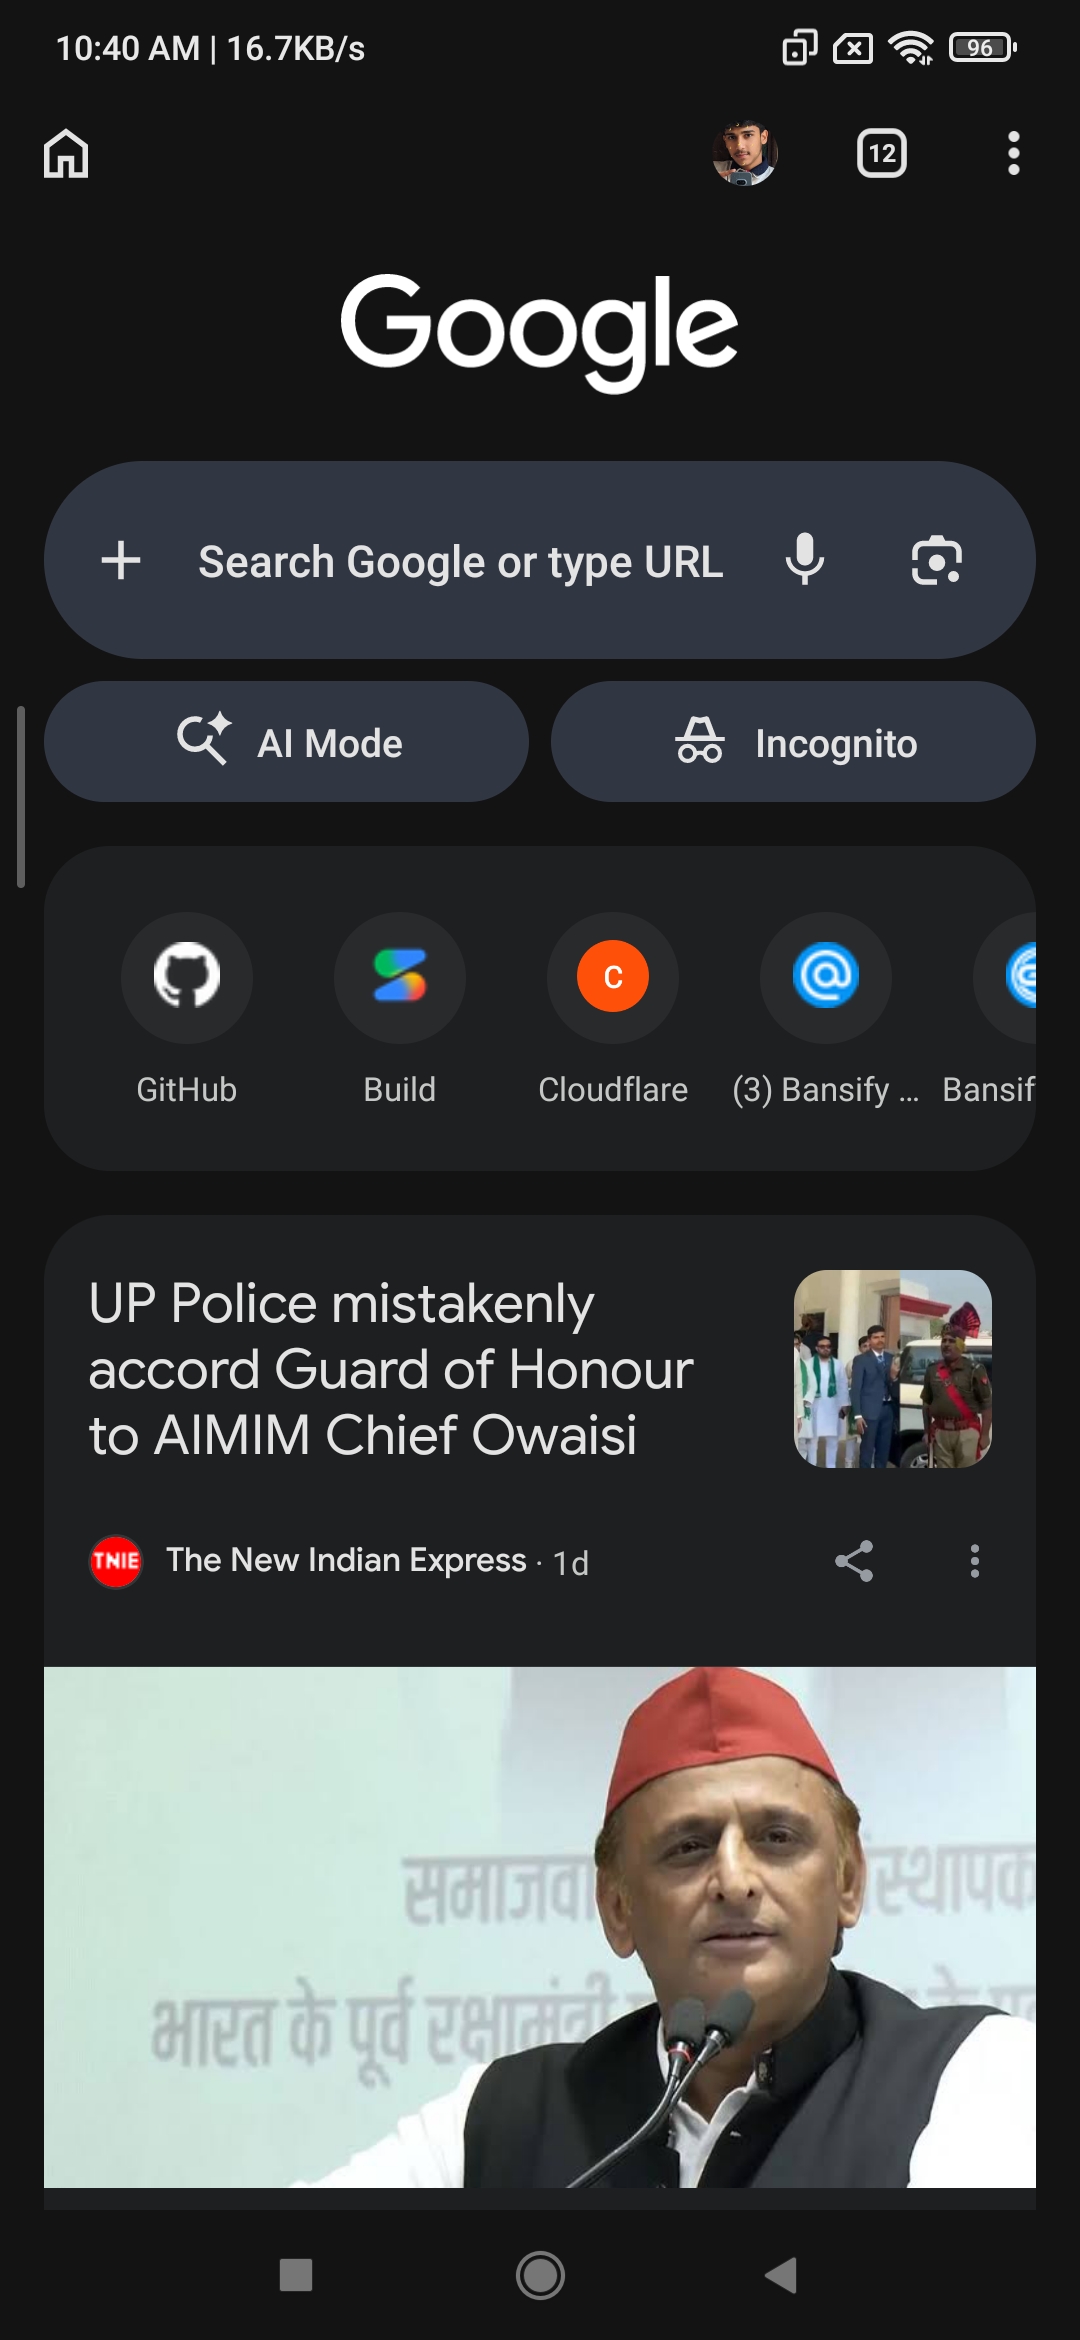 10:40 AM | 16.7KB/s
96
12
Google
Search Google or type URL
AI Mode
Incognito
C
GitHub
Build
Cloudflare
(3) Bansify ...
Bansif
UP Police mistakenly
accord Guard of Honour
to AIMIM Chief Owaisi
TNIE
The New Indian Express · 1d
समाजवा
संस्थापक
भारत के पूर्व रक्षामंत्री
के